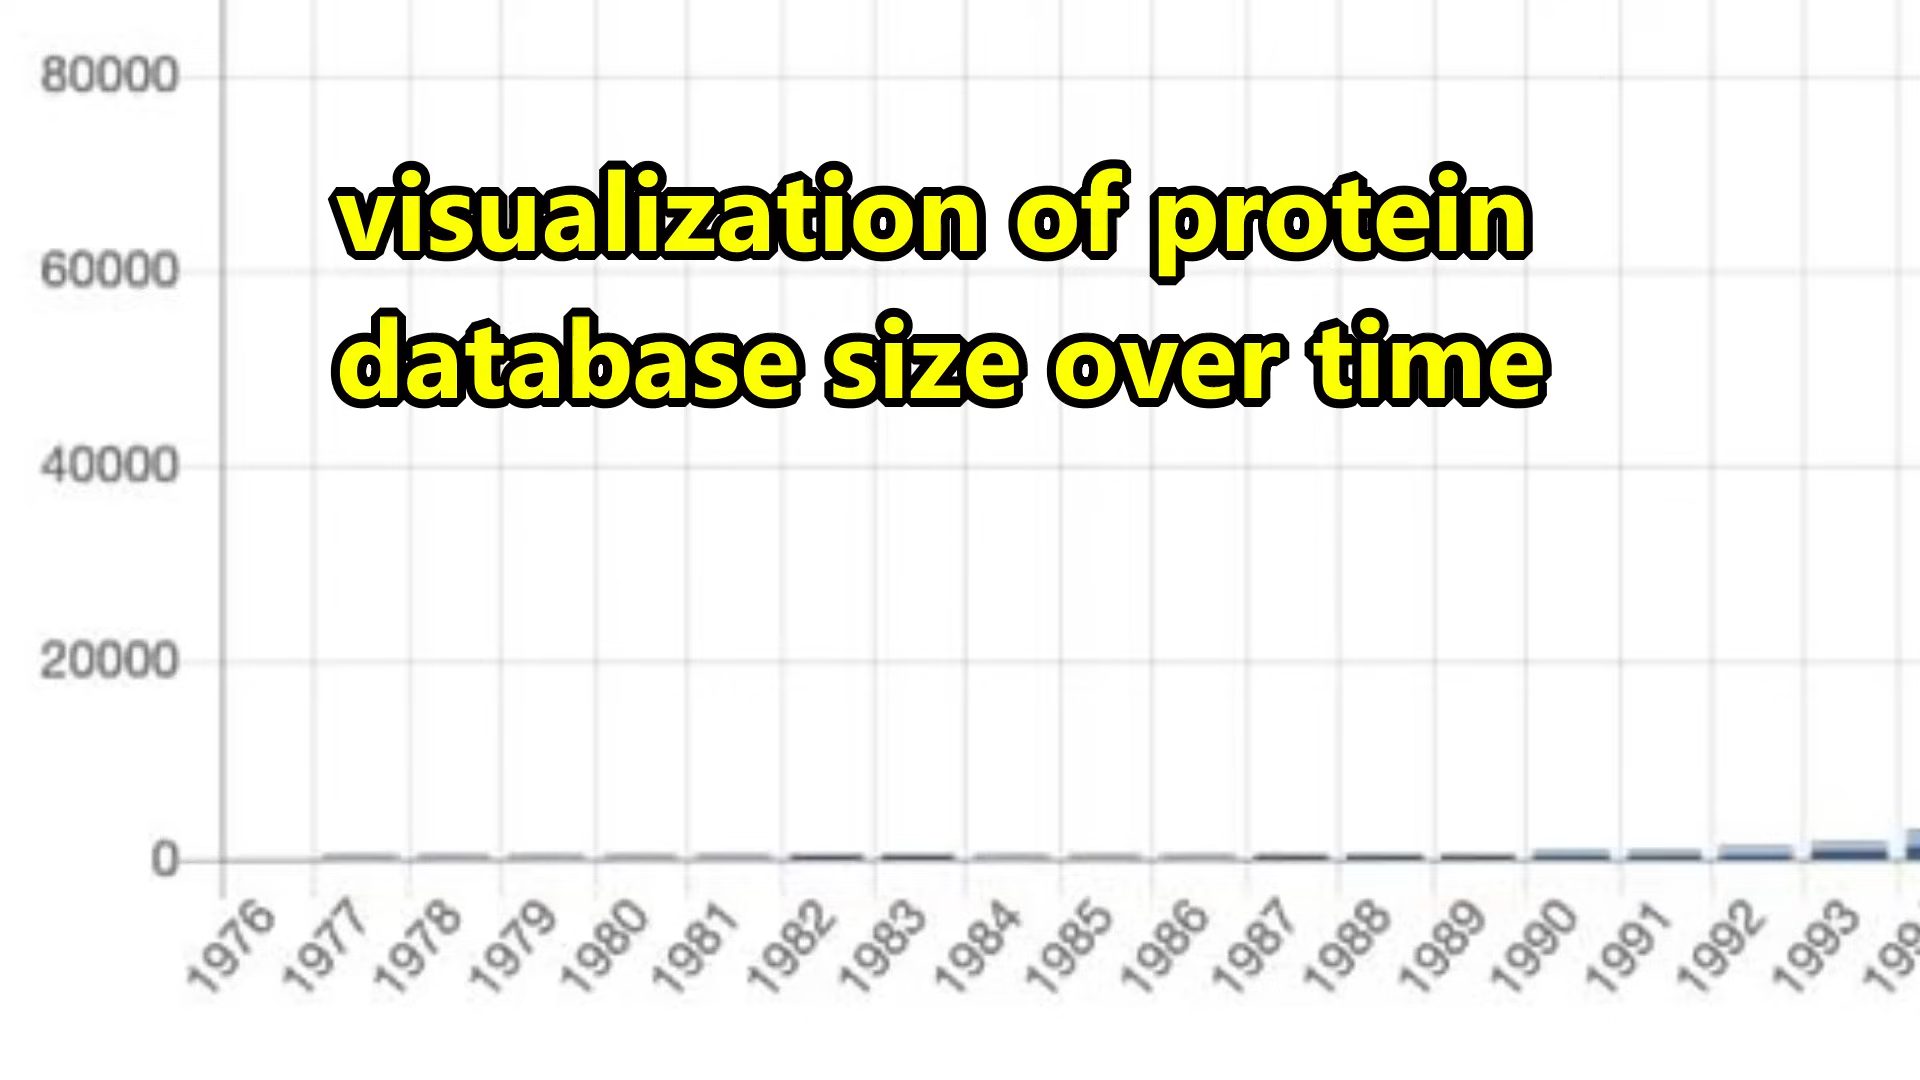 80000
visualization of protein
60000
database size over time
40000
20000
0
1976 1977 1978 1979 1980 1981 1982 1983 1984 1985 1986 1987 1988 1989 1990 1991 1992 1993